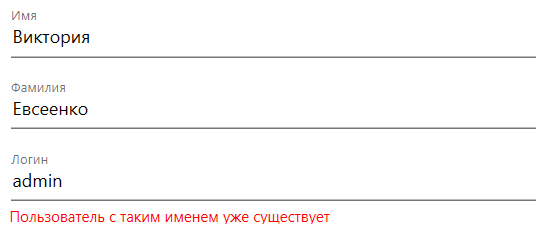 Имя
Виктория
Фамилия
Евсеенко
Логин
admin
Пользователь с таким именем уже существует